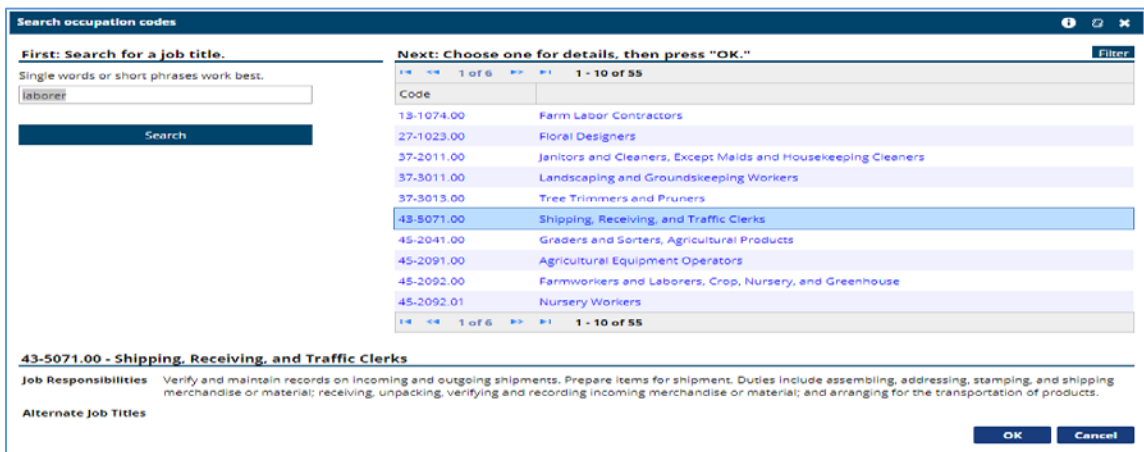 Search occupation codes
First: Search for a job title.
Single words or short phrases work best.
laborer
Search
Next: Choose one for details, then press "OK."
Filter
1 of 6 1 - 10 of 55
Code
13-1074.00 Farm Labor Contractors
27-1023.00 Floral Designers
37-2011.00 Janitors and Cleaners, Except Maids and Housekeeping Cleaners
37-3011.00 Landscaping and Groundskeeping Workers
37-3013.00 Tree Trimmers and Pruners
43-5071.00 Shipping, Receiving, and Traffic Clerks
45-2041.00 Graders and Sorters, Agricultural Products
45-2091.00 Agricultural Equipment Operators
45-2092.00 Farmworkers and Laborers, Crop, Nursery, and Greenhouse
45-2092.01 Nursery Workers
1 of 6 1 - 10 of 55
43-5071.00 - Shipping, Receiving, and Traffic Clerks
Job Responsibilities Verify and maintain records on incoming and outgoing shipments. Prepare items for shipment. Duties include assembling, addressing, stamping, and shipping
merchandise or material; receiving, unpacking, verifying and recording incoming merchandise or material; and arranging for the transportation of products.
Alternate Job Titles
OK Cancel